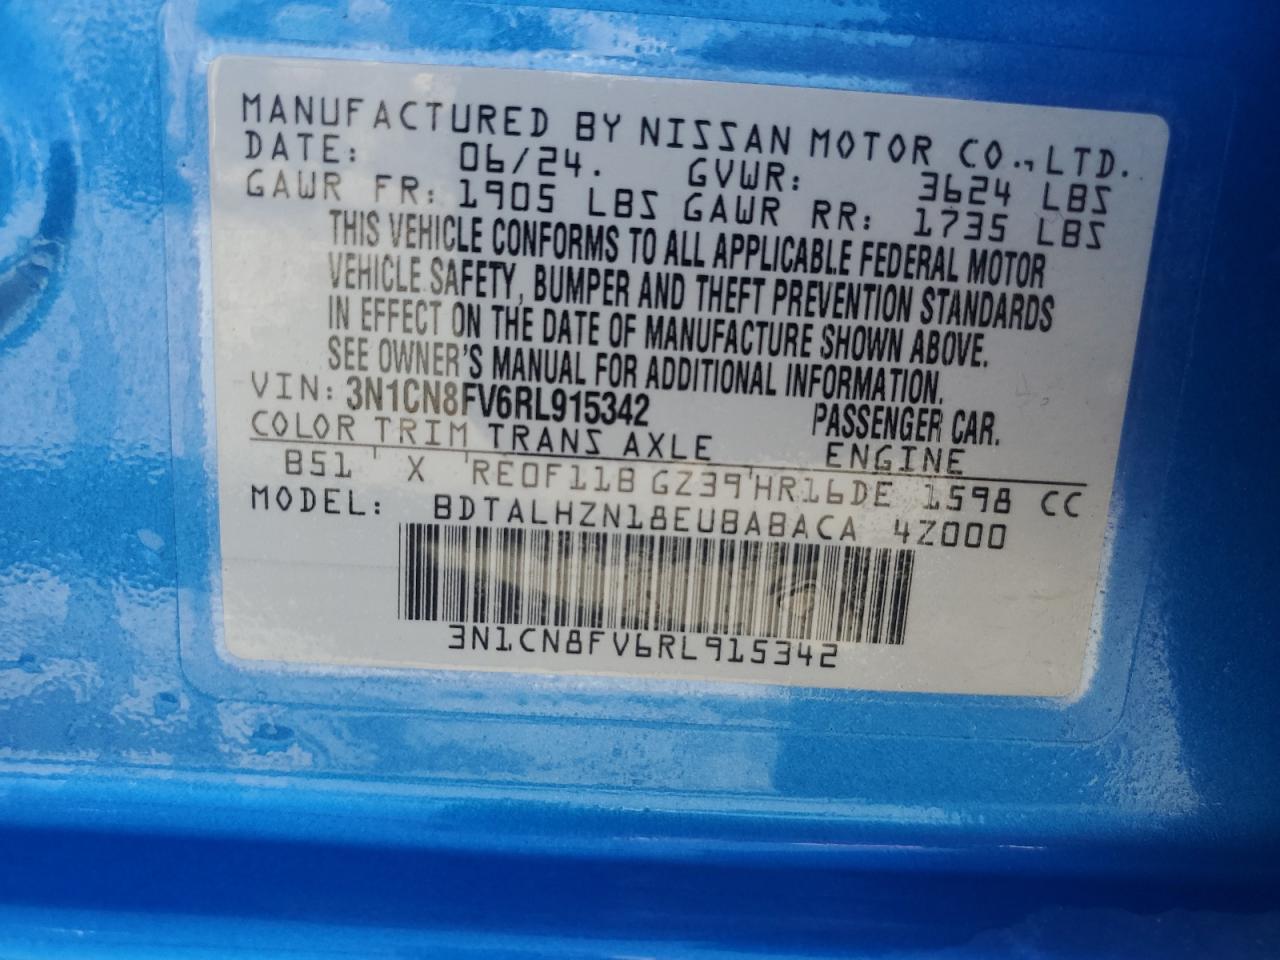 MANUFACTURED BY NISSAN MOTOR CO., LTD.
DATE: 06/24. GVWR: 3624 LBS
GAWR FR: 1905 LBS GAWR RR: 1735 LBS
THIS VEHICLE CONFORMS TO ALL APPLICABLE FEDERAL MOTOR
VEHICLE SAFETY, BUMPER AND THEFT PREVENTION STANDARDS
IN EFFECT ON THE DATE OF MANUFACTURE SHOWN ABOVE.
SEE OWNER'S MANUAL FOR ADDITIONAL INFORMATION.
VIN: 3N1CN8FV6RL915342 PASSENGER CAR.
COLOR TRIM TRANS AXLE ENGINE
B51 ' X ' RE0F11B GZ39 ' HR16DE 1598 CC
MODEL: BDTALHZN18EUBABACA 4Z000
3N1CN8FV6RL915342